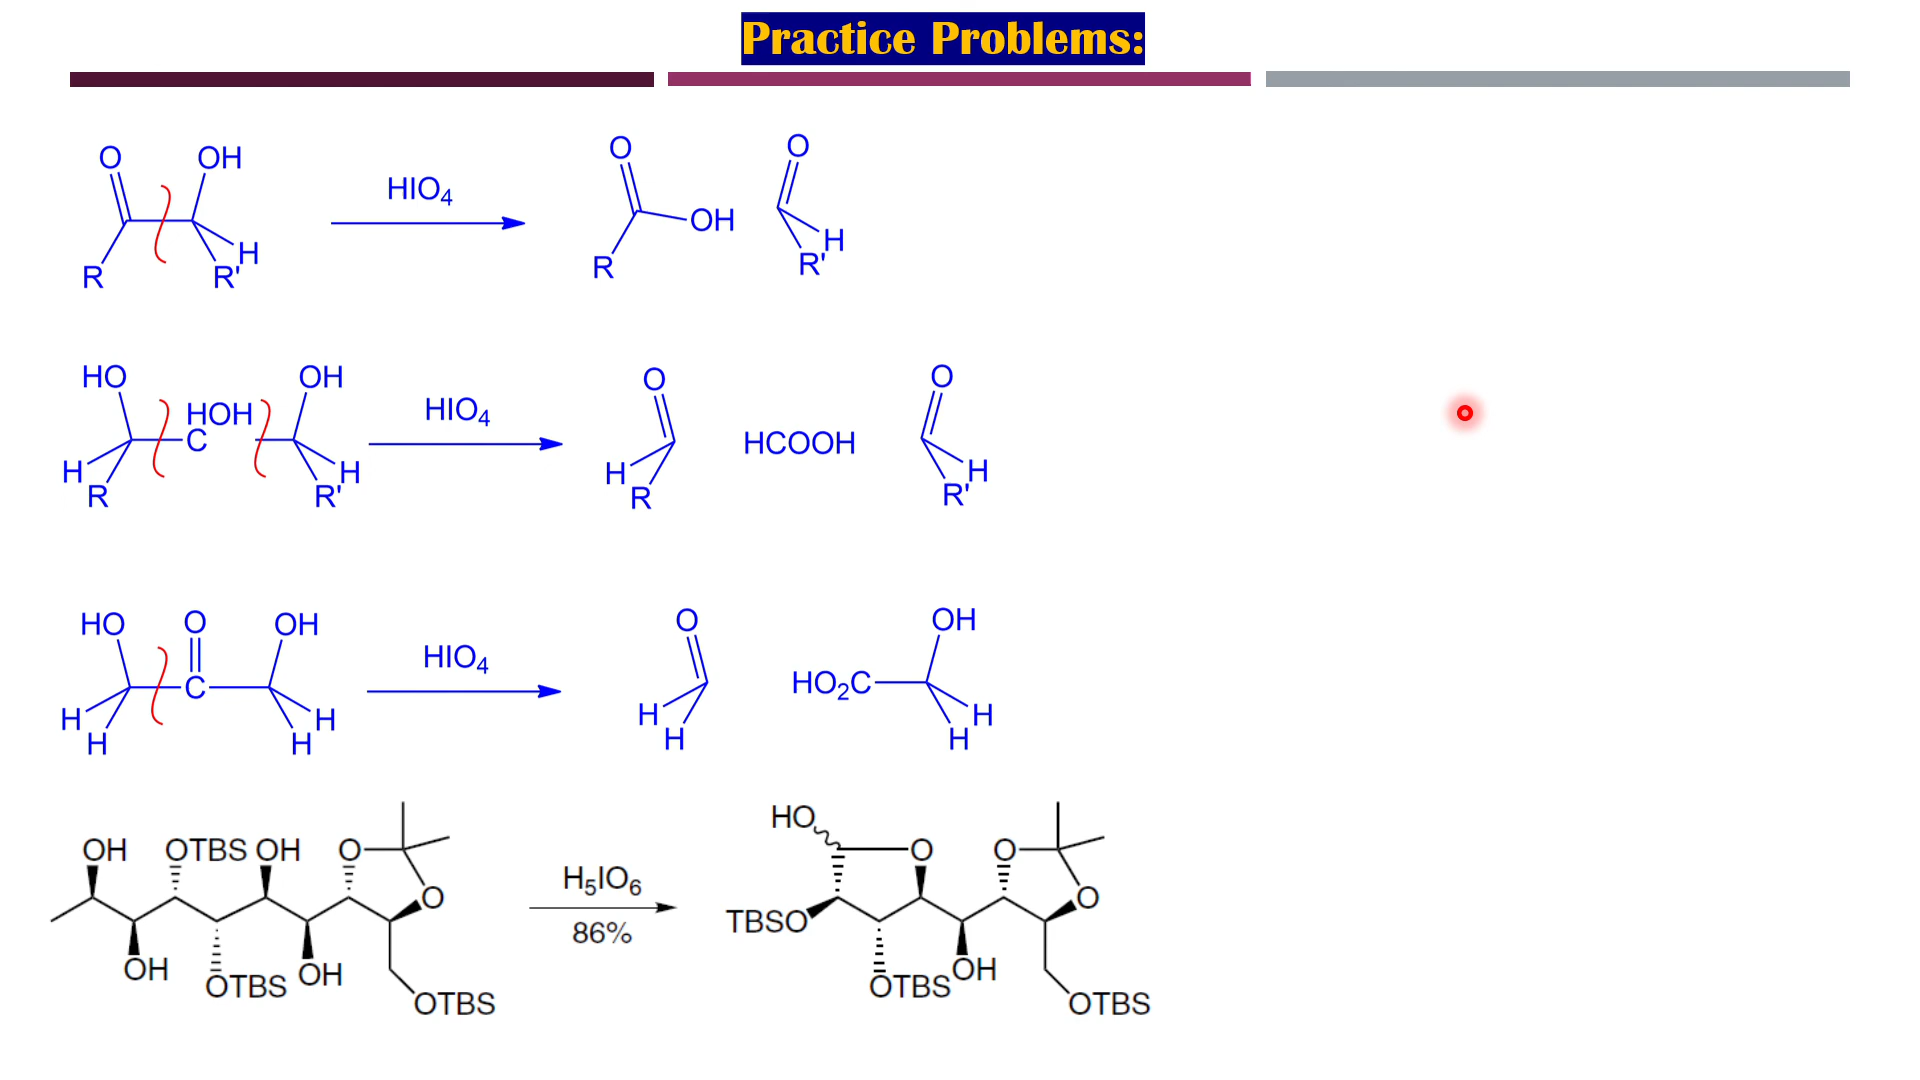 Practice Problems:
O OH O O
HIO4
OH
H H
R R' R R'
HO OH O O
HOH HIO4
C HCOOH
H H H H
R R' R R'
HO O OH O OH
HIO4
C HO2C
H H H H
H H H H
HO
OH OTBS OH O O O
H5IO6
O O
86% TBSO
OH OTBS OH OTBS OH
OTBS OTBS